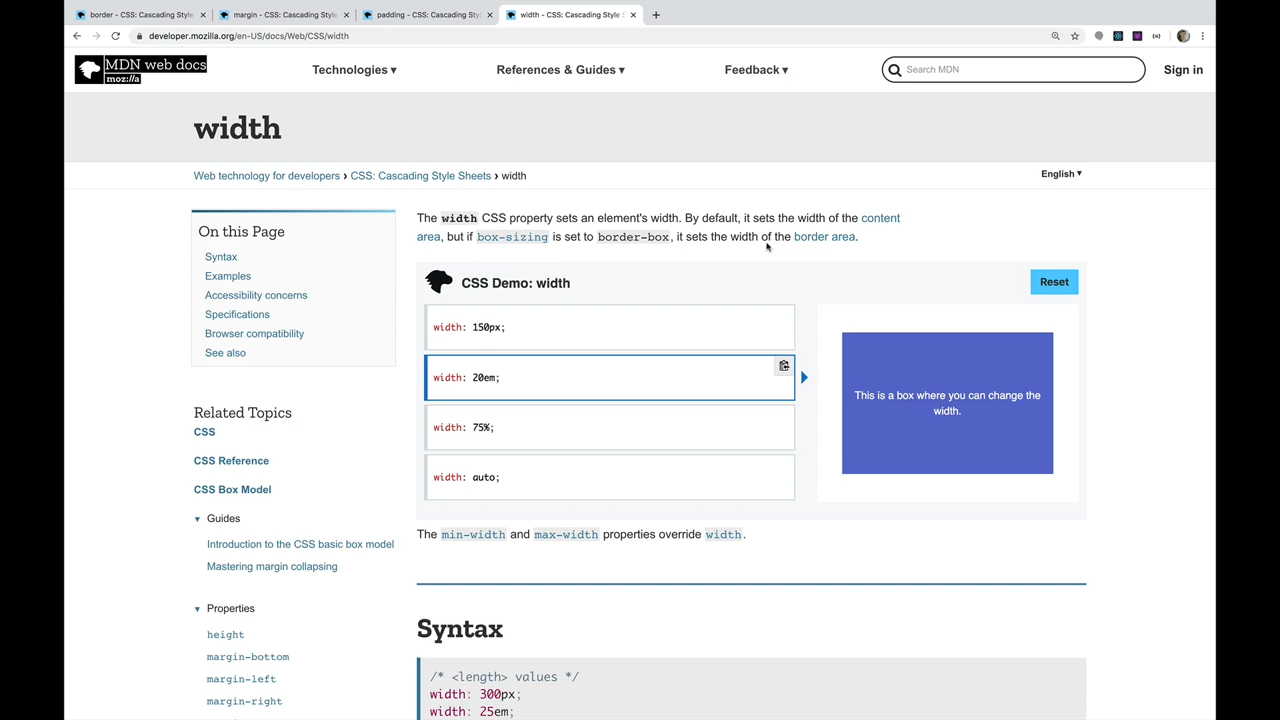 border - CSS: Cascading Style
margin - CSS: Cascading Style
padding - CSS: Cascading Style
width - CSS: Cascading Style S
developer.mozilla.org/en-US/docs/Web/CSS/width
MDN web docs
moz://a
Technologies ▾
References & Guides ▾
Feedback ▾
Search MDN
Sign in
width
Web technology for developers › CSS: Cascading Style Sheets › width
English ▾
On this Page
Syntax
Examples
Accessibility concerns
Specifications
Browser compatibility
See also
Related Topics
CSS
CSS Reference
CSS Box Model
▾ Guides
Introduction to the CSS basic box model
Mastering margin collapsing
▾ Properties
height
margin-bottom
margin-left
margin-right
The width CSS property sets an element's width. By default, it sets the width of the content
area, but if box-sizing is set to border-box, it sets the width of the border area.
CSS Demo: width
Reset
width: 150px;
width: 20em;
width: 75%;
width: auto;
This is a box where you can change the
width.
The min-width and max-width properties override width.
Syntax
/* <length> values */
width: 300px;
width: 25em;